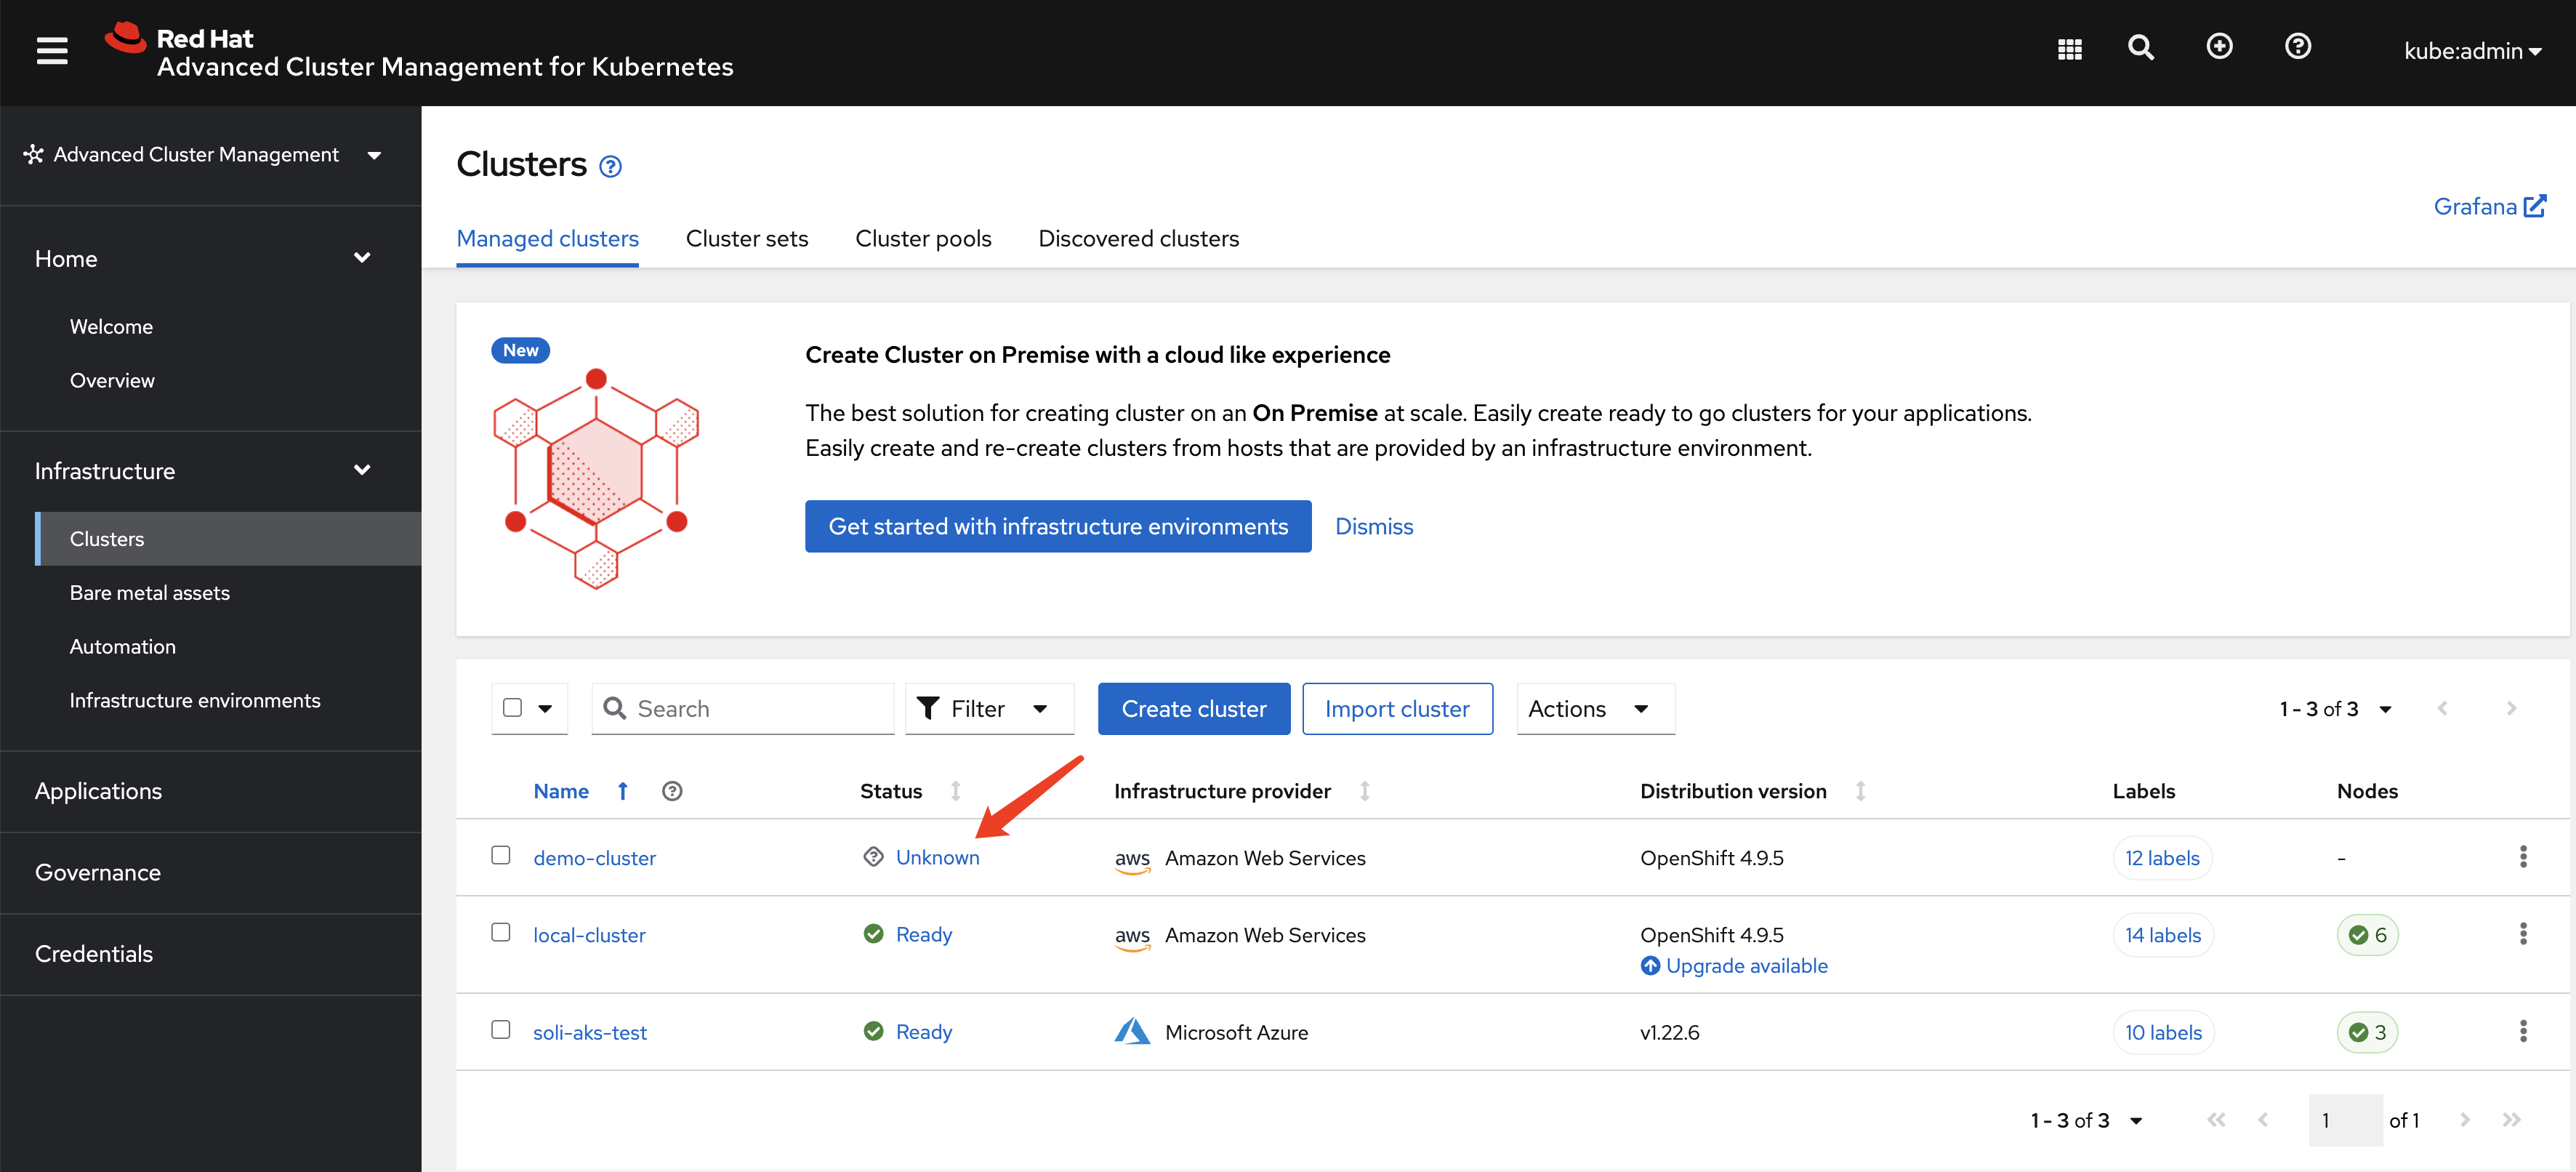 Red Hat
Advanced Cluster Management for Kubernetes
kube:admin
Advanced Cluster Management
Home
Welcome
Overview
Infrastructure
Clusters
Bare metal assets
Automation
Infrastructure environments
Applications
Governance
Credentials
Clusters
Grafana
Managed clusters Cluster sets Cluster pools Discovered clusters
New
Create Cluster on Premise with a cloud like experience
The best solution for creating cluster on an On Premise at scale. Easily create ready to go clusters for your applications.
Easily create and re-create clusters from hosts that are provided by an infrastructure environment.
Get started with infrastructure environments Dismiss
Search Filter Create cluster Import cluster Actions 1 - 3 of 3
Name Status Infrastructure provider Distribution version Labels Nodes
demo-cluster Unknown aws Amazon Web Services OpenShift 4.9.5 12 labels -
local-cluster Ready aws Amazon Web Services OpenShift 4.9.5 14 labels 6
Upgrade available
soli-aks-test Ready Microsoft Azure v1.22.6 10 labels 3
1 - 3 of 3 1 of 1